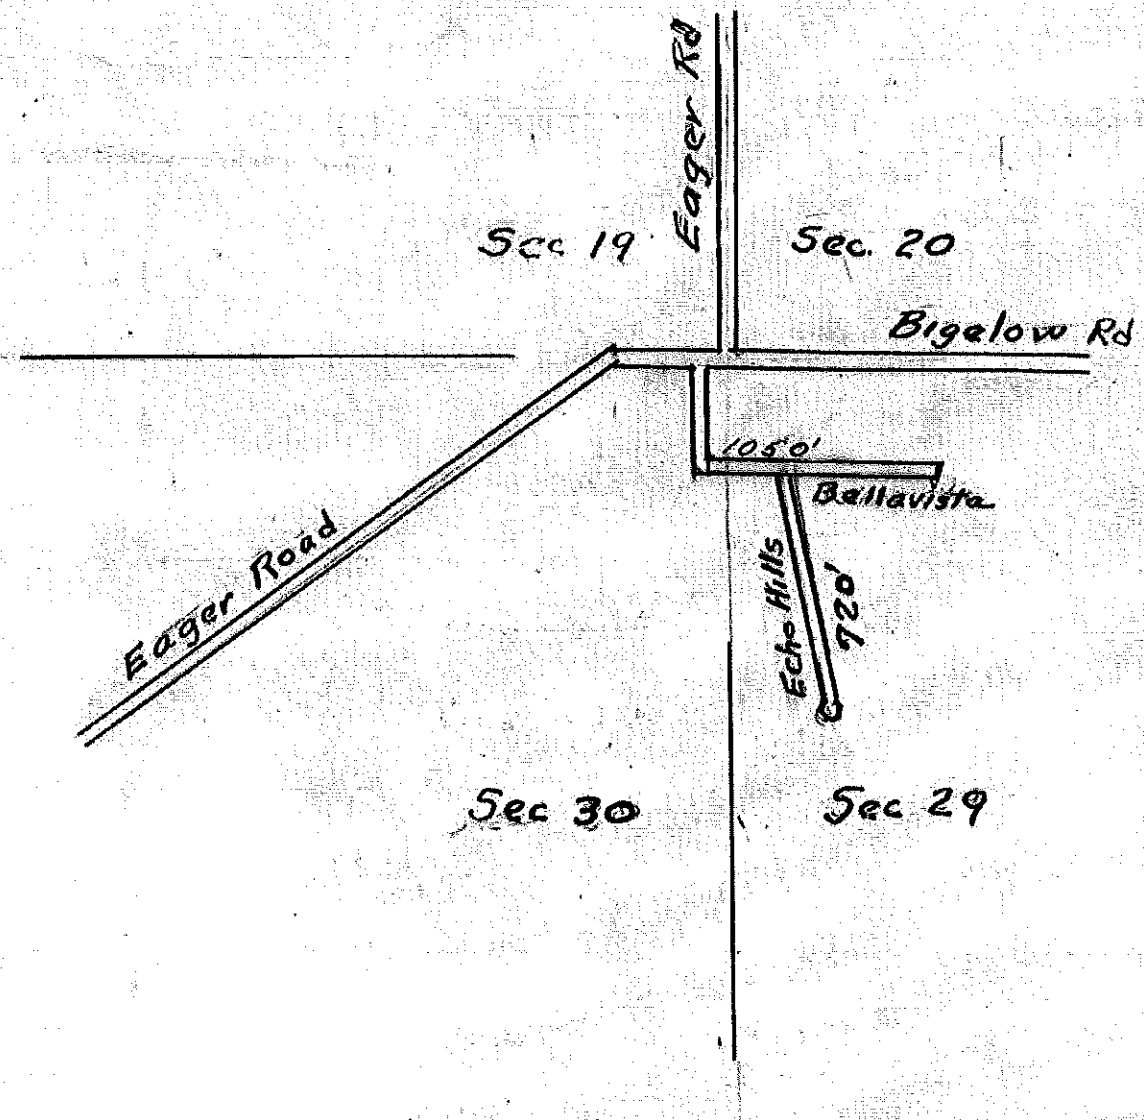 Eager Rd
Sec 19
Sec. 20
Bigelow Rd
1050'
Bellavista
Eager Road
Echo Hills
720'
Sec 30
Sec 29